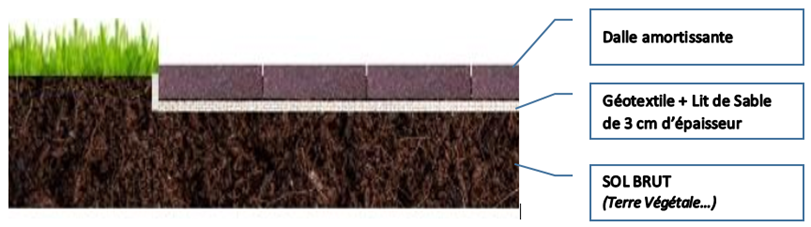 Dalle amortissante
Géotextile + Lit de Sable
de 3 cm d'épaisseur
SOL BRUT
(Terre Végétale...)